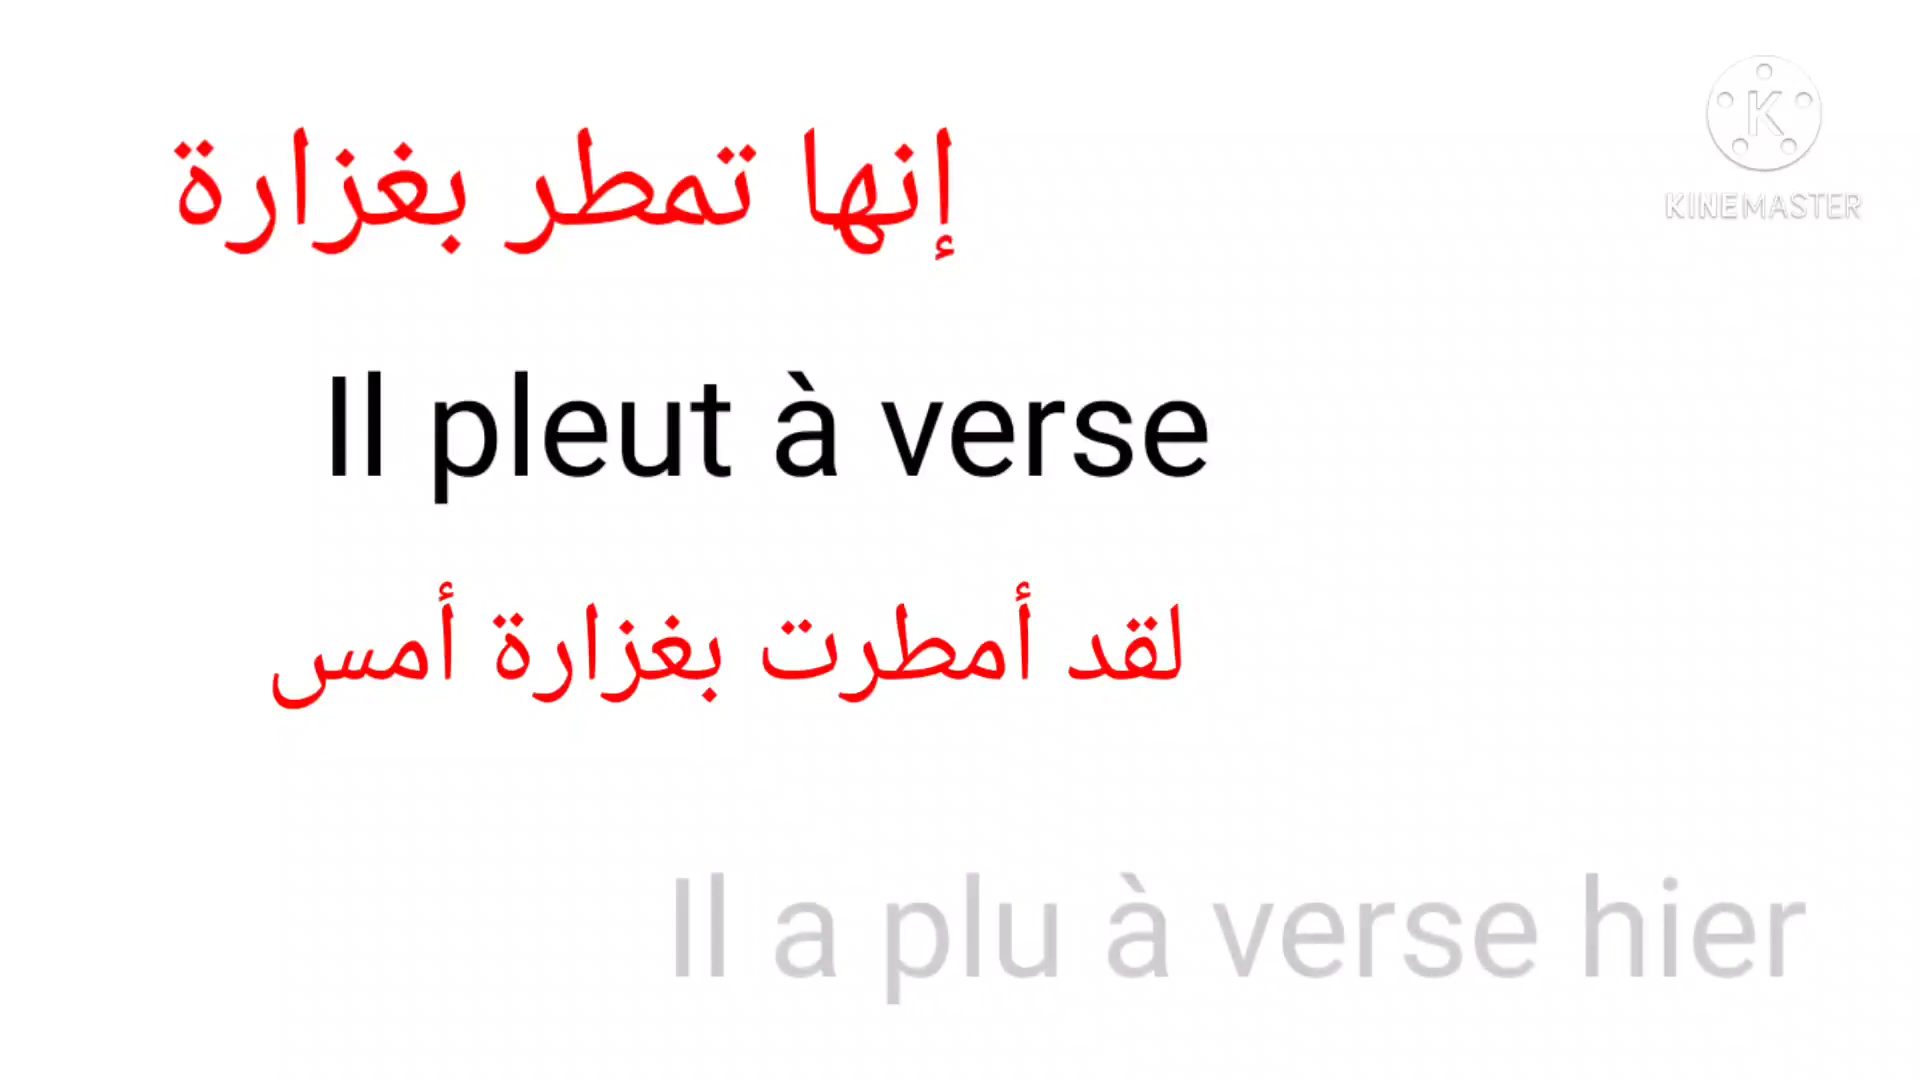 إنها تمطر بغزارة
K
KINEMASTER
Il pleut à verse
لقد أمطرت بغزارة أمس
Il a plu à verse hier